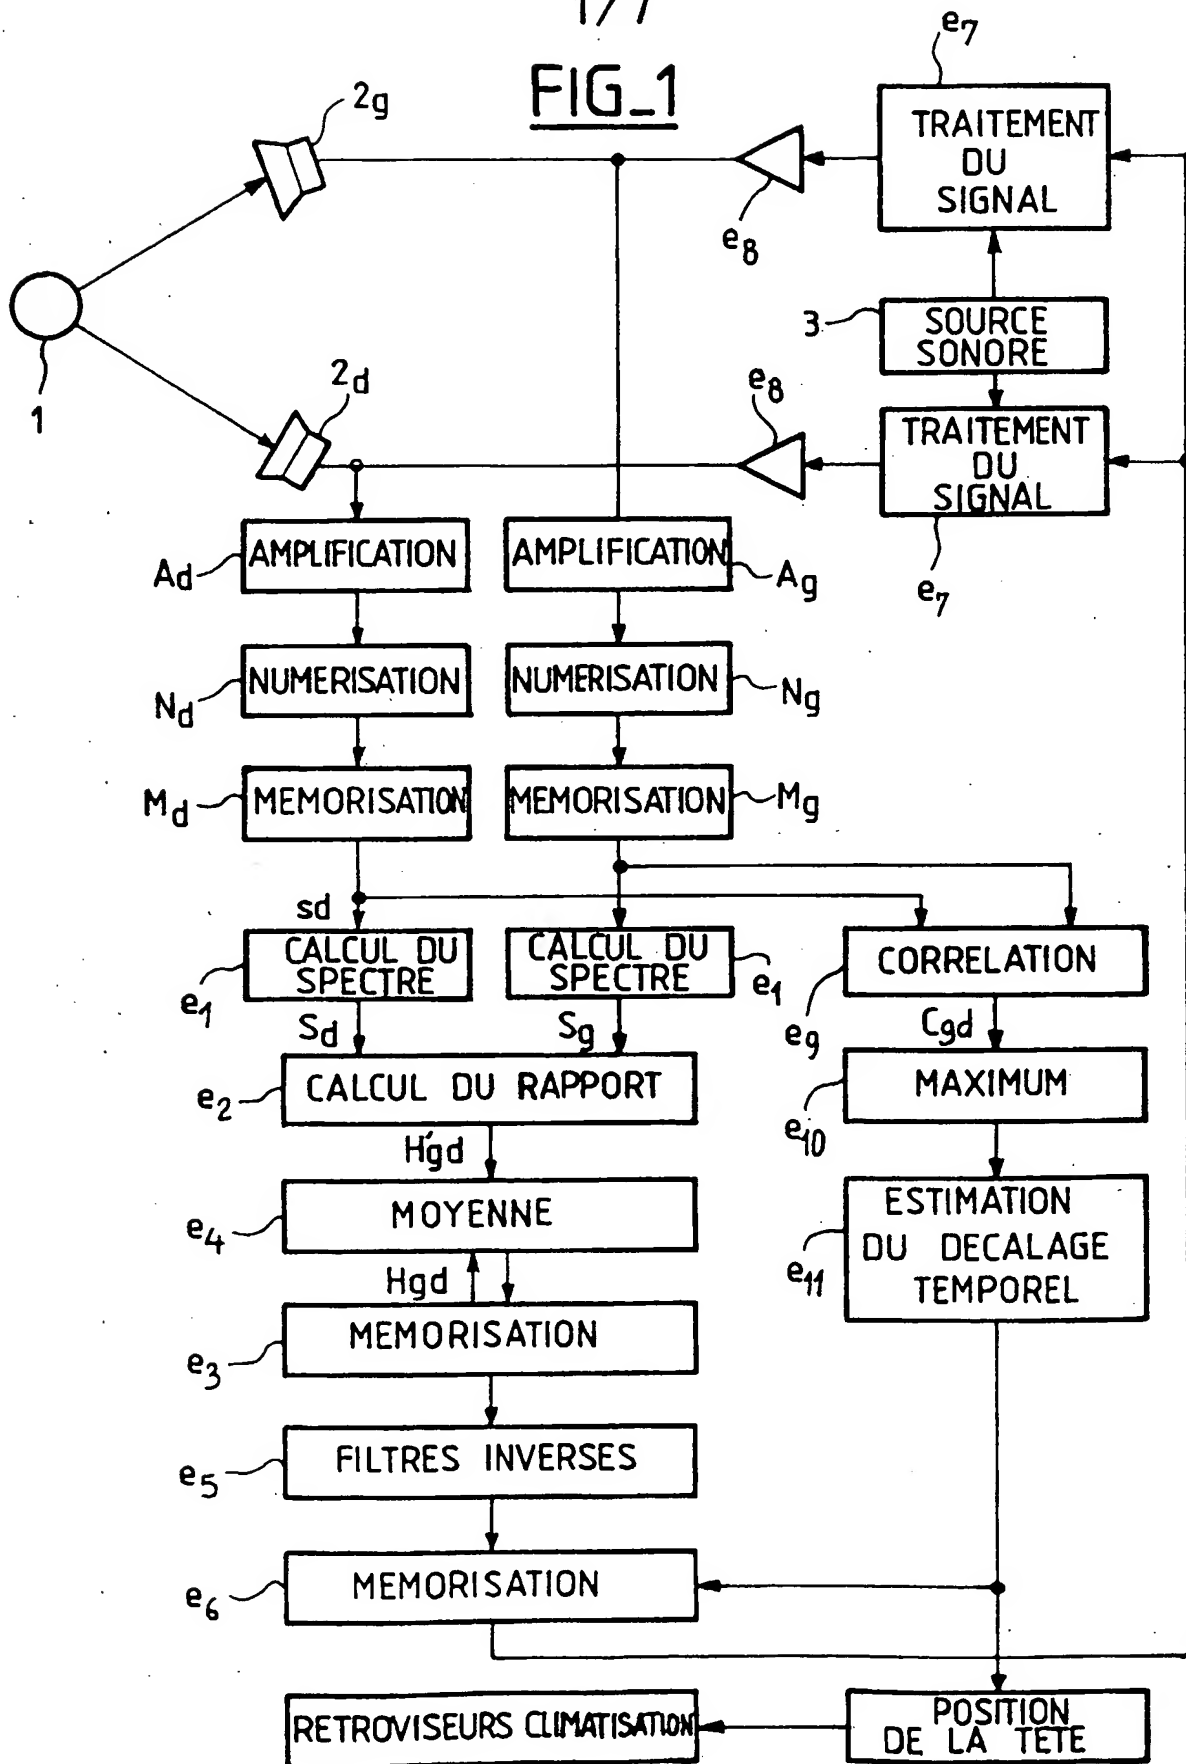 1/7
FIG_1
e7
2g
TRAITEMENT
DU
SIGNAL
e8
3
SOURCE
SONORE
1
2d
e8
TRAITEMENT
DU
SIGNAL
e7
Ad
AMPLIFICATION
AMPLIFICATION
Ag
Nd
NUMERISATION
NUMERISATION
Ng
Md
MEMORISATION
MEMORISATION
Mg
sd
CALCUL DU
SPECTRE
e1
CALCUL DU
SPECTRE
e1
CORRELATION
e9
Sd
Sg
Cgd
e2
CALCUL DU RAPPORT
MAXIMUM
e10
H'gd
e4
MOYENNE
ESTIMATION
DU DECALAGE
TEMPOREL
e11
Hgd
e3
MEMORISATION
e5
FILTRES INVERSES
e6
MEMORISATION
RETROVISEURS CLIMATISATION
POSITION
DE LA TETE